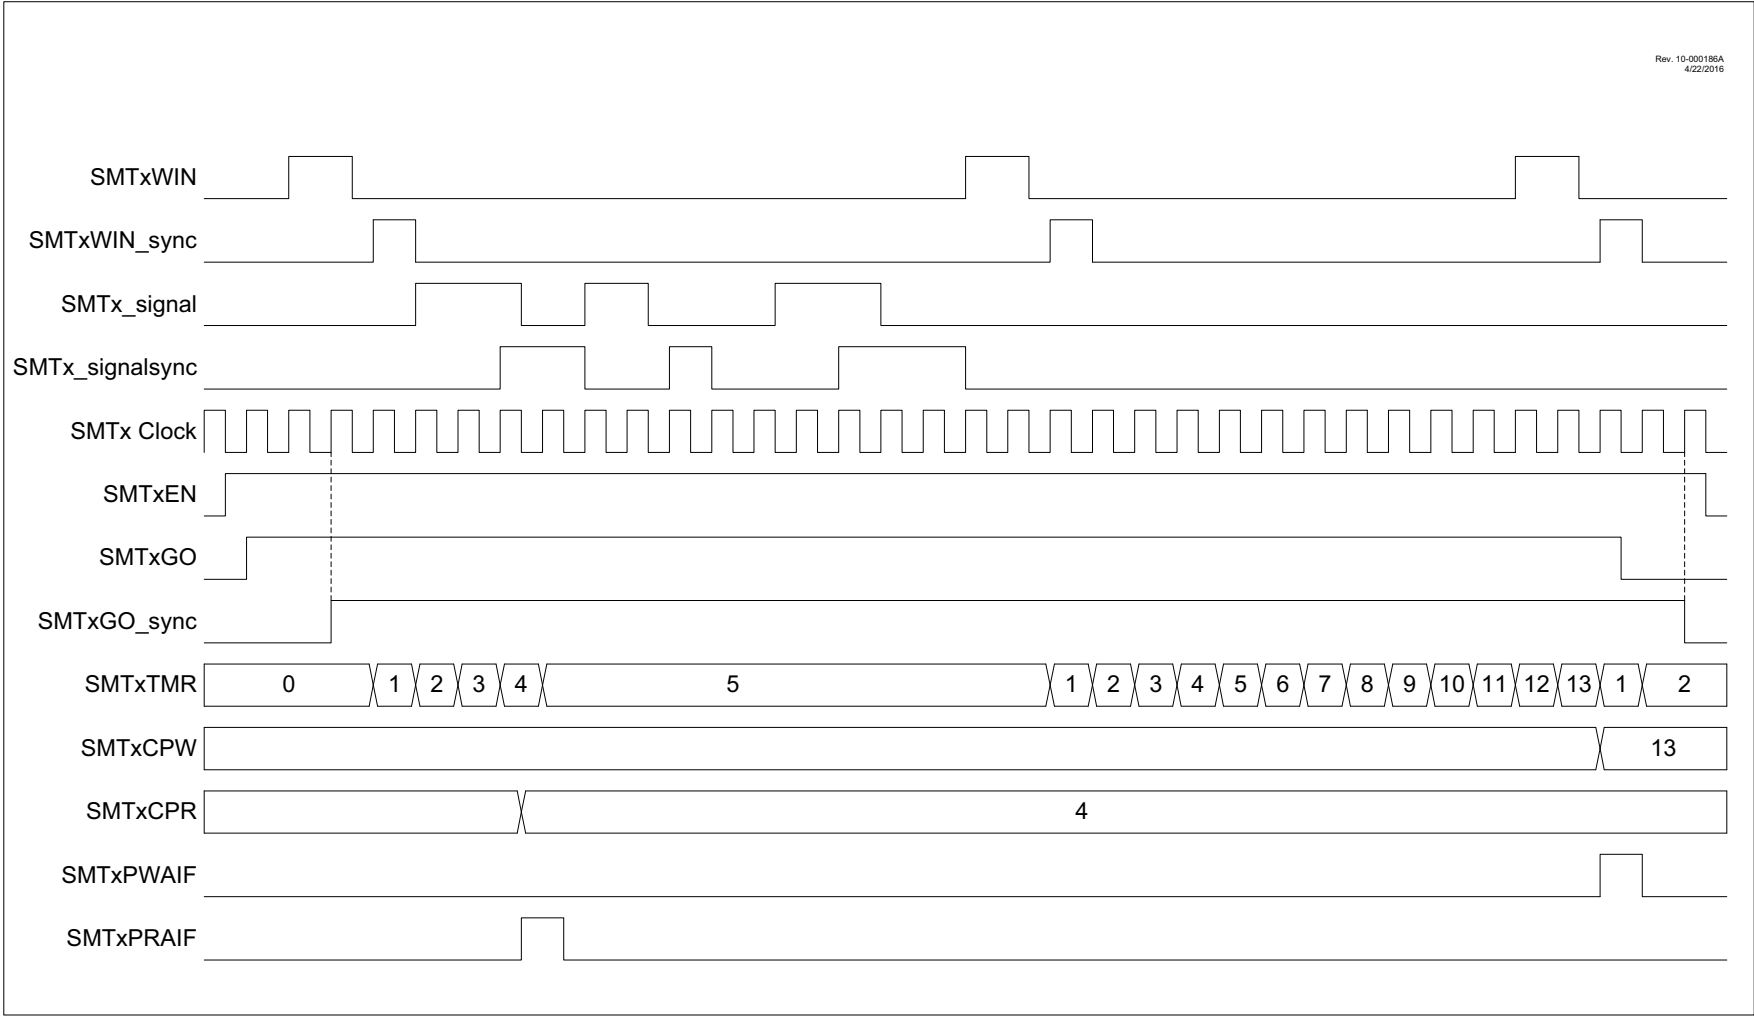 Rev. 10-000186A
4/22/2016
SMTxWIN
SMTxWIN_sync
SMTx_signal
SMTx_signalsync
SMTx Clock
SMTxEN
SMTxGO
SMTxGO_sync
SMTxTMR 0 1 2 3 4 5 1 2 3 4 5 6 7 8 9 10 11 12 13 1 2
SMTxCPW 13
SMTxCPR 4
SMTxPWAIF
SMTxPRAIF